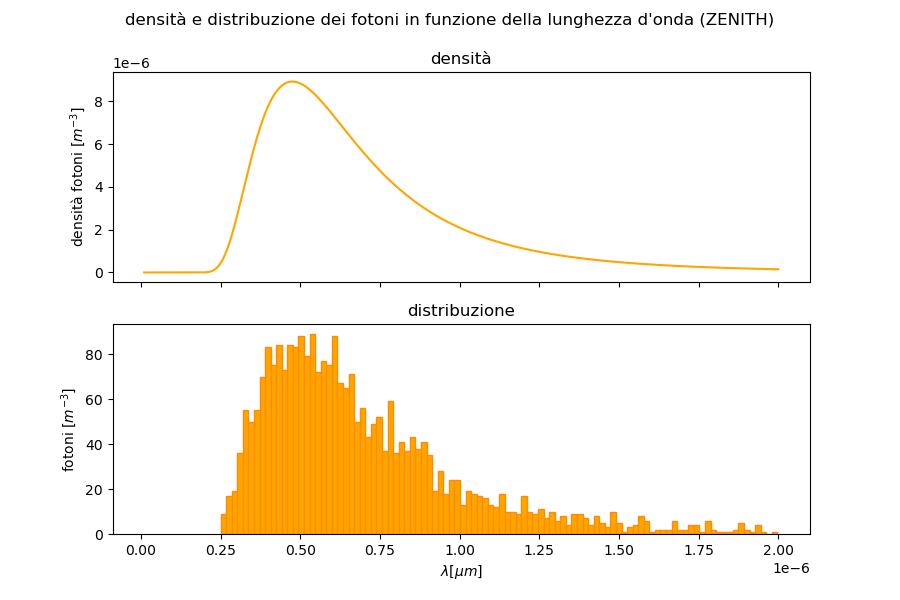 densità e distribuzione dei fotoni in funzione della lunghezza d'onda (ZENITH)
densità
1e−6
densità fotoni [m⁻³]
8
6
4
2
0
distribuzione
fotoni [m⁻³]
80
60
40
20
0
0.00 0.25 0.50 0.75 1.00 1.25 1.50 1.75 2.00
1e−6
λ[μm]